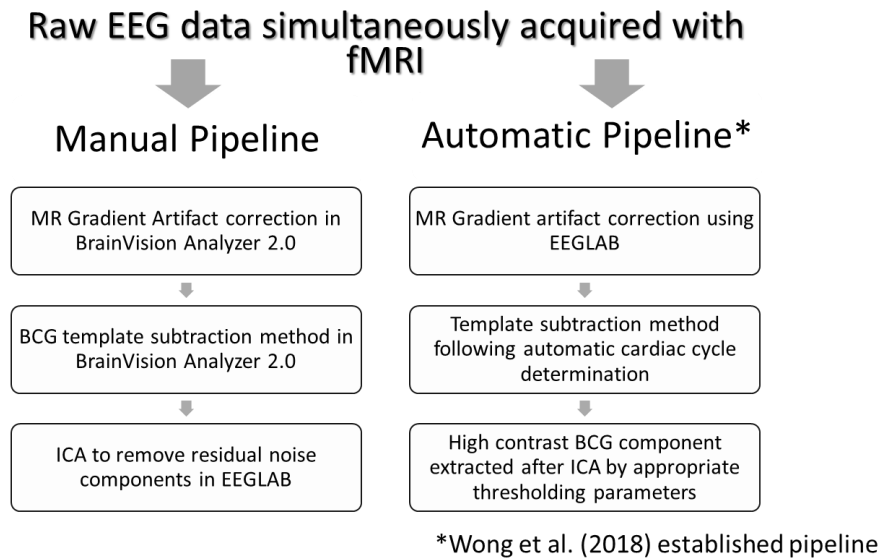 Raw EEG data simultaneously acquired with
fMRI
Manual Pipeline
MR Gradient Artifact correction in
BrainVision Analyzer 2.0
BCG template subtraction method in
BrainVision Analyzer 2.0
ICA to remove residual noise
components in EEGLAB
Automatic Pipeline*
MR Gradient artifact correction using
EEGLAB
Template subtraction method
following automatic cardiac cycle
determination
High contrast BCG component
extracted after ICA by appropriate
thresholding parameters
*Wong et al. (2018) established pipeline